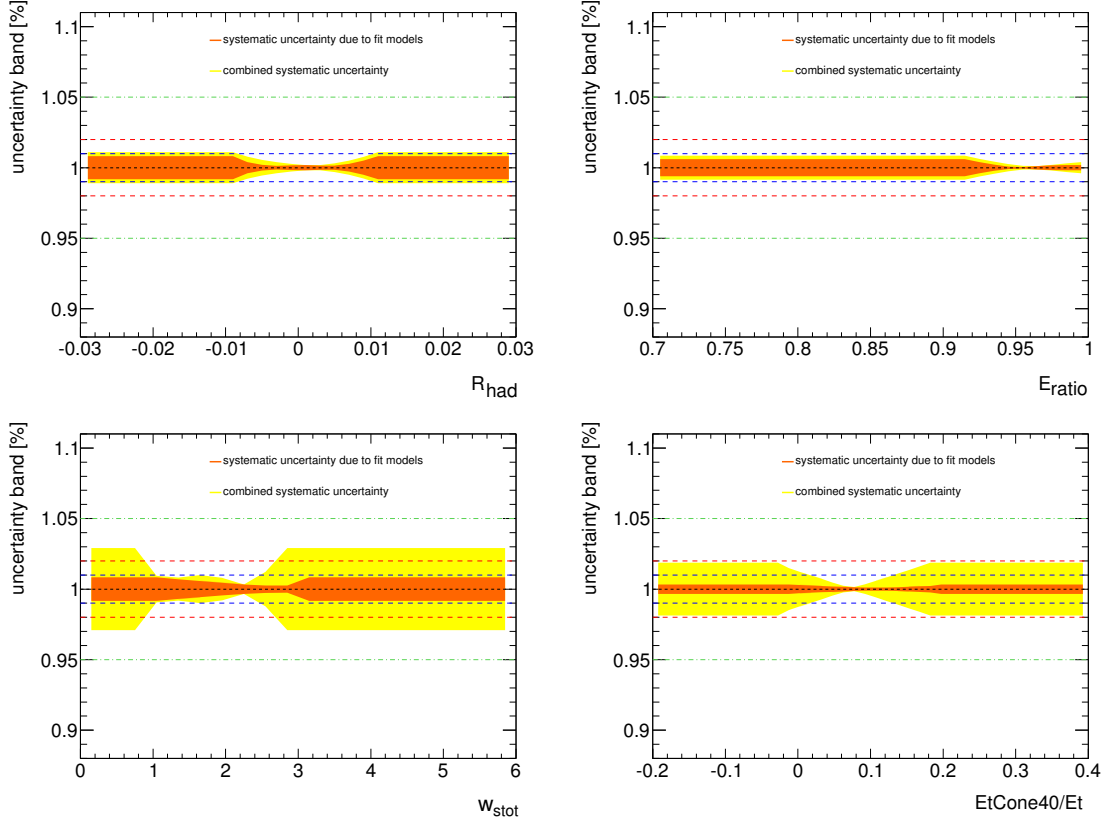 uncertainty band [%]
1.1
systematic uncertainty due to fit models
combined systematic uncertainty
1.05
1
0.95
0.9
-0.03 -0.02 -0.01 0 0.01 0.02 0.03
R_had
uncertainty band [%]
1.1
systematic uncertainty due to fit models
combined systematic uncertainty
1.05
1
0.95
0.9
0.7 0.75 0.8 0.85 0.9 0.95 1
E_ratio
uncertainty band [%]
1.1
systematic uncertainty due to fit models
combined systematic uncertainty
1.05
1
0.95
0.9
0 1 2 3 4 5 6
w_stot
uncertainty band [%]
1.1
systematic uncertainty due to fit models
combined systematic uncertainty
1.05
1
0.95
0.9
-0.2 -0.1 0 0.1 0.2 0.3 0.4
EtCone40/Et